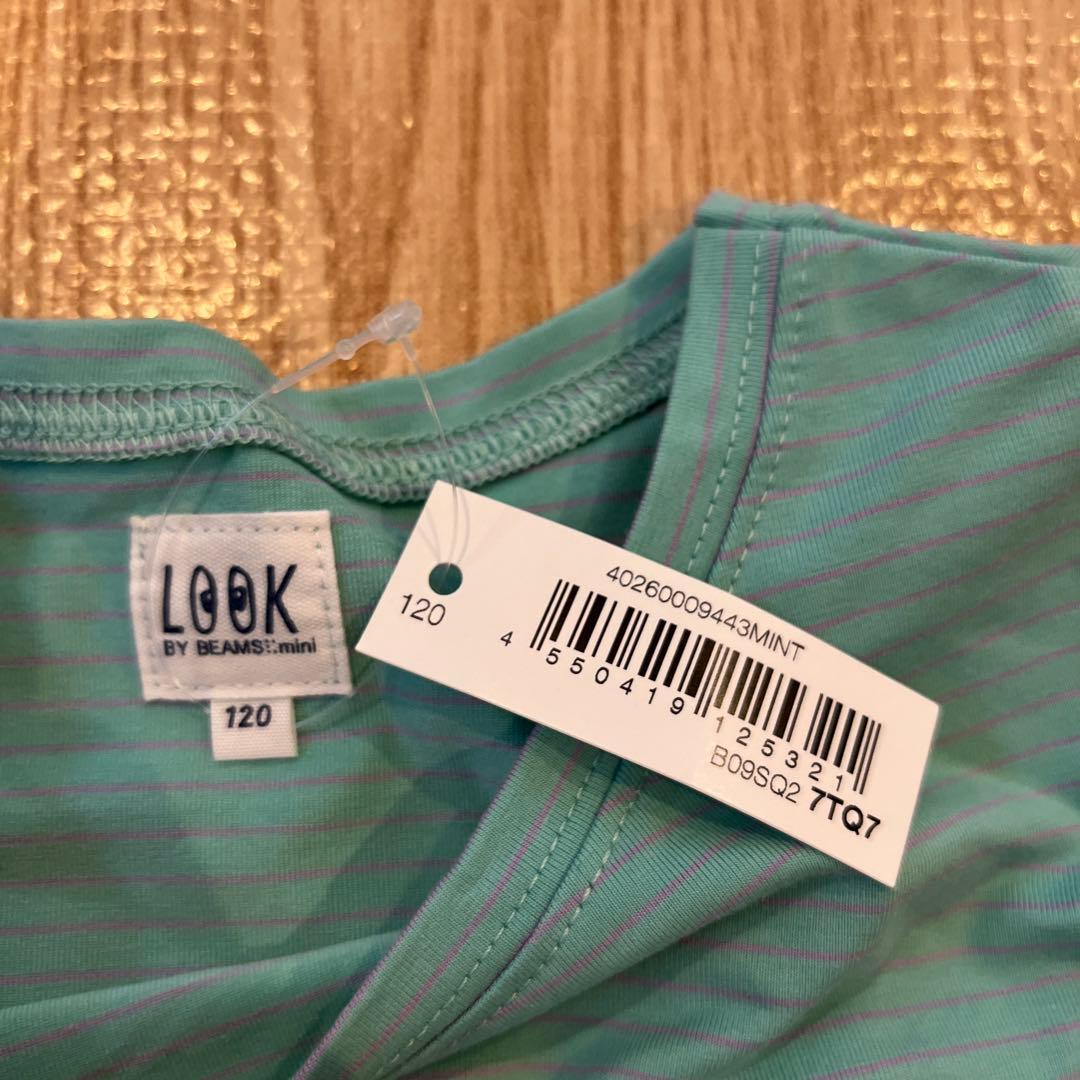 LOOK
BY BEAMS::mini
120
120
40260009443MINT
4 550419 125321
B09SQ2 7TQ7